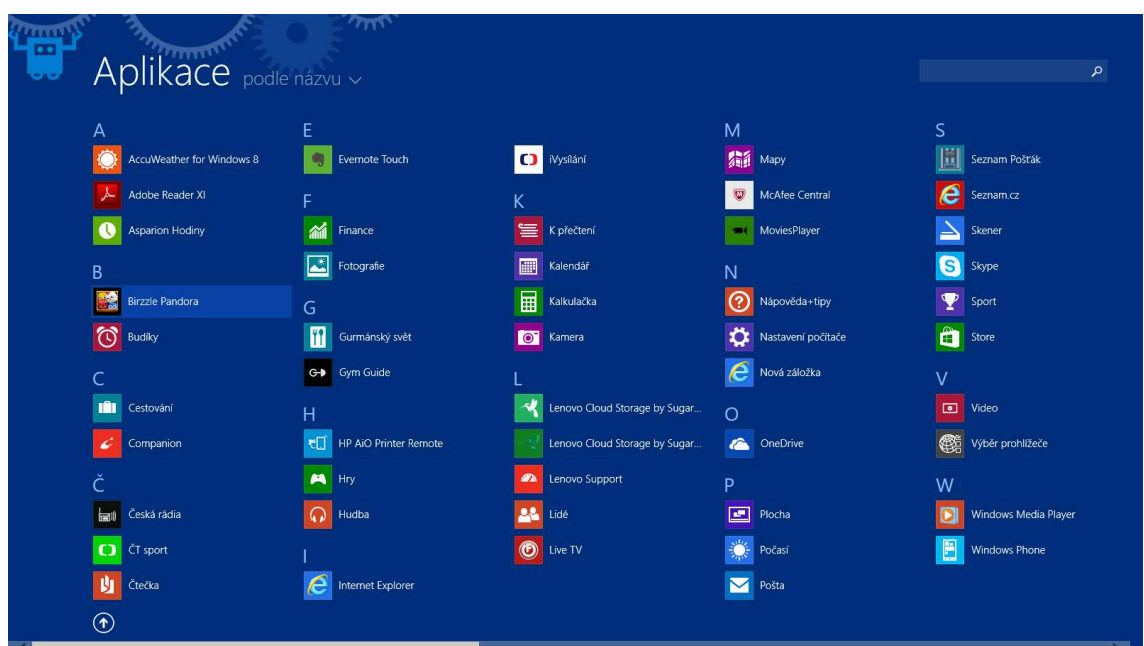 Aplikace podle názvu
A
AccuWeather for Windows 8
Adobe Reader XI
Asparion Hodiny
B
Birzzle Pandora
Budíky
C
Cestování
Companion
Č
Česká rádia
ČT sport
Čtečka
E
Evernote Touch
F
Finance
Fotografie
G
Gurmánský svět
Gym Guide
H
HP AiO Printer Remote
Hry
Hudba
I
Internet Explorer
iVysílání
K
K přečtení
Kalendář
Kalkulačka
Kamera
L
Lenovo Cloud Storage by Sugar...
Lenovo Cloud Storage by Sugar...
Lenovo Support
Lidé
Live TV
M
Mapy
McAfee Central
MoviesPlayer
N
Nápověda+tipy
Nastavení počítače
Nová záložka
O
OneDrive
P
Plocha
Počasí
Pošta
S
Seznam Pošťák
Seznam.cz
Skener
Skype
Sport
Store
V
Video
Výběr prohlížeče
W
Windows Media Player
Windows Phone